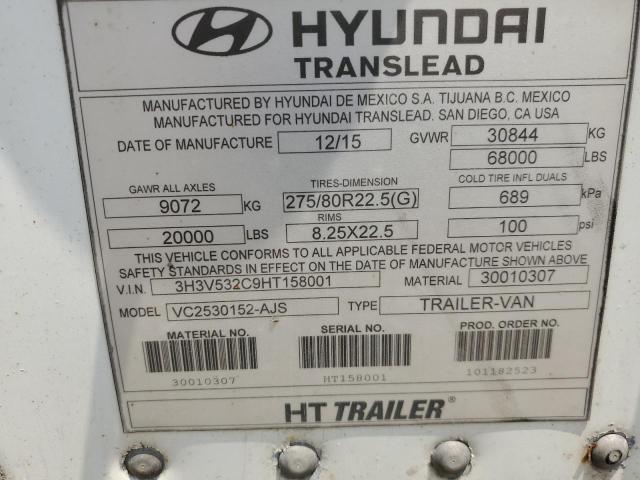 HYUNDAI
TRANSLEAD
MANUFACTURED BY HYUNDAI DE MEXICO S.A. TIJUANA B.C. MEXICO
MANUFACTURED FOR HYUNDAI TRANSLEAD. SAN DIEGO, CA USA
DATE OF MANUFACTURE 12/15 GVWR 30844 KG
68000 LBS
GAWR ALL AXLES TIRES-DIMENSION COLD TIRE INFL DUALS
9072 KG 275/80R22.5(G) 689 kPa
RIMS
20000 LBS 8.25X22.5 100 psi
THIS VEHICLE CONFORMS TO ALL APPLICABLE FEDERAL MOTOR VEHICLES
SAFETY STANDARDS IN EFFECT ON THE DATE OF MANUFACTURE SHOWN ABOVE
V.I.N. 3H3V532C9HT158001 MATERIAL 30010307
MODEL VC2530152-AJS TYPE TRAILER-VAN
MATERIAL NO. SERIAL NO. PROD. ORDER NO.
30010307 HT158001 101182523
HT TRAILER®